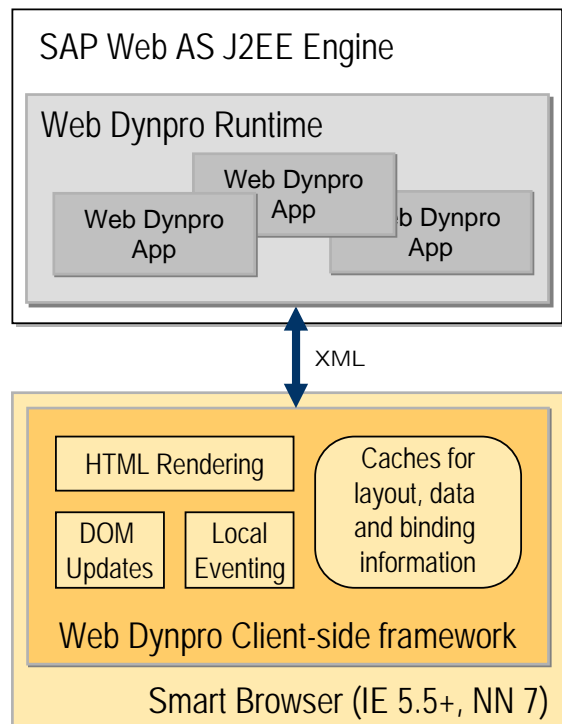 SAP Web AS J2EE Engine
Web Dynpro Runtime
Web Dynpro
App
Web Dynpro
App
b Dynpro
App
XML
HTML Rendering
DOM
Updates
Local
Eventing
Caches for
layout, data
and binding
information
Web Dynpro Client-side framework
Smart Browser (IE 5.5+, NN 7)